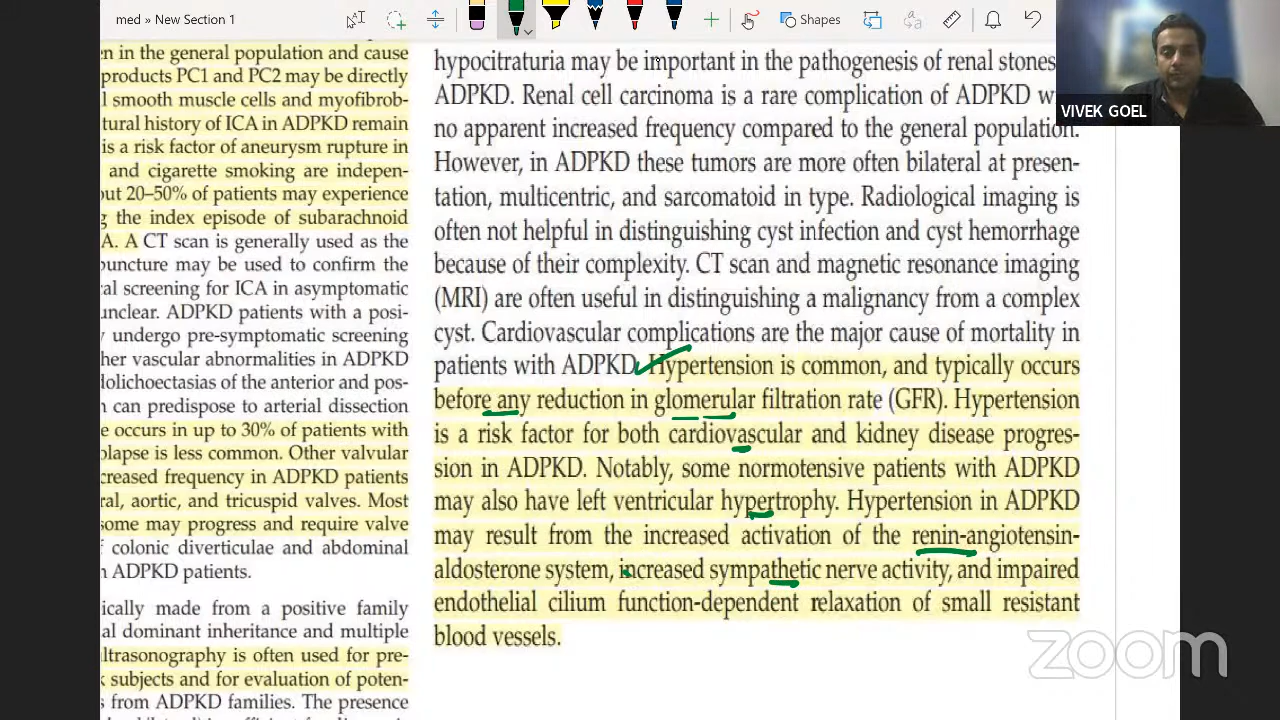 med » New Section 1
Shapes
VIVEK GOEL
en in the general population and cause
products PC1 and PC2 may be directly
l smooth muscle cells and myofibrob-
tural history of ICA in ADPKD remain
is a risk factor of aneurysm rupture in
and cigarette smoking are indepen-
out 20–50% of patients may experience
g the index episode of subarachnoid
A. A CT scan is generally used as the
puncture may be used to confirm the
al screening for ICA in asymptomatic
unclear. ADPKD patients with a posi-
y undergo pre-symptomatic screening
her vascular abnormalities in ADPKD
dolichoectasias of the anterior and pos-
n can predispose to arterial dissection
e occurs in up to 30% of patients with
olapse is less common. Other valvular
creased frequency in ADPKD patients
ral, aortic, and tricuspid valves. Most
some may progress and require valve
f colonic diverticulae and abdominal
n ADPKD patients.
ically made from a positive family
al dominant inheritance and multiple
ltrasonography is often used for pre-
k subjects and for evaluation of poten-
s from ADPKD families. The presence
hypocitraturia may be important in the pathogenesis of renal stones
ADPKD. Renal cell carcinoma is a rare complication of ADPKD w
no apparent increased frequency compared to the general population.
However, in ADPKD these tumors are more often bilateral at presen-
tation, multicentric, and sarcomatoid in type. Radiological imaging is
often not helpful in distinguishing cyst infection and cyst hemorrhage
because of their complexity. CT scan and magnetic resonance imaging
(MRI) are often useful in distinguishing a malignancy from a complex
cyst. Cardiovascular complications are the major cause of mortality in
patients with ADPKD. Hypertension is common, and typically occurs
before any reduction in glomerular filtration rate (GFR). Hypertension
is a risk factor for both cardiovascular and kidney disease progres-
sion in ADPKD. Notably, some normotensive patients with ADPKD
may also have left ventricular hypertrophy. Hypertension in ADPKD
may result from the increased activation of the renin-angiotensin-
aldosterone system, increased sympathetic nerve activity, and impaired
endothelial cilium function-dependent relaxation of small resistant
blood vessels.
zoom